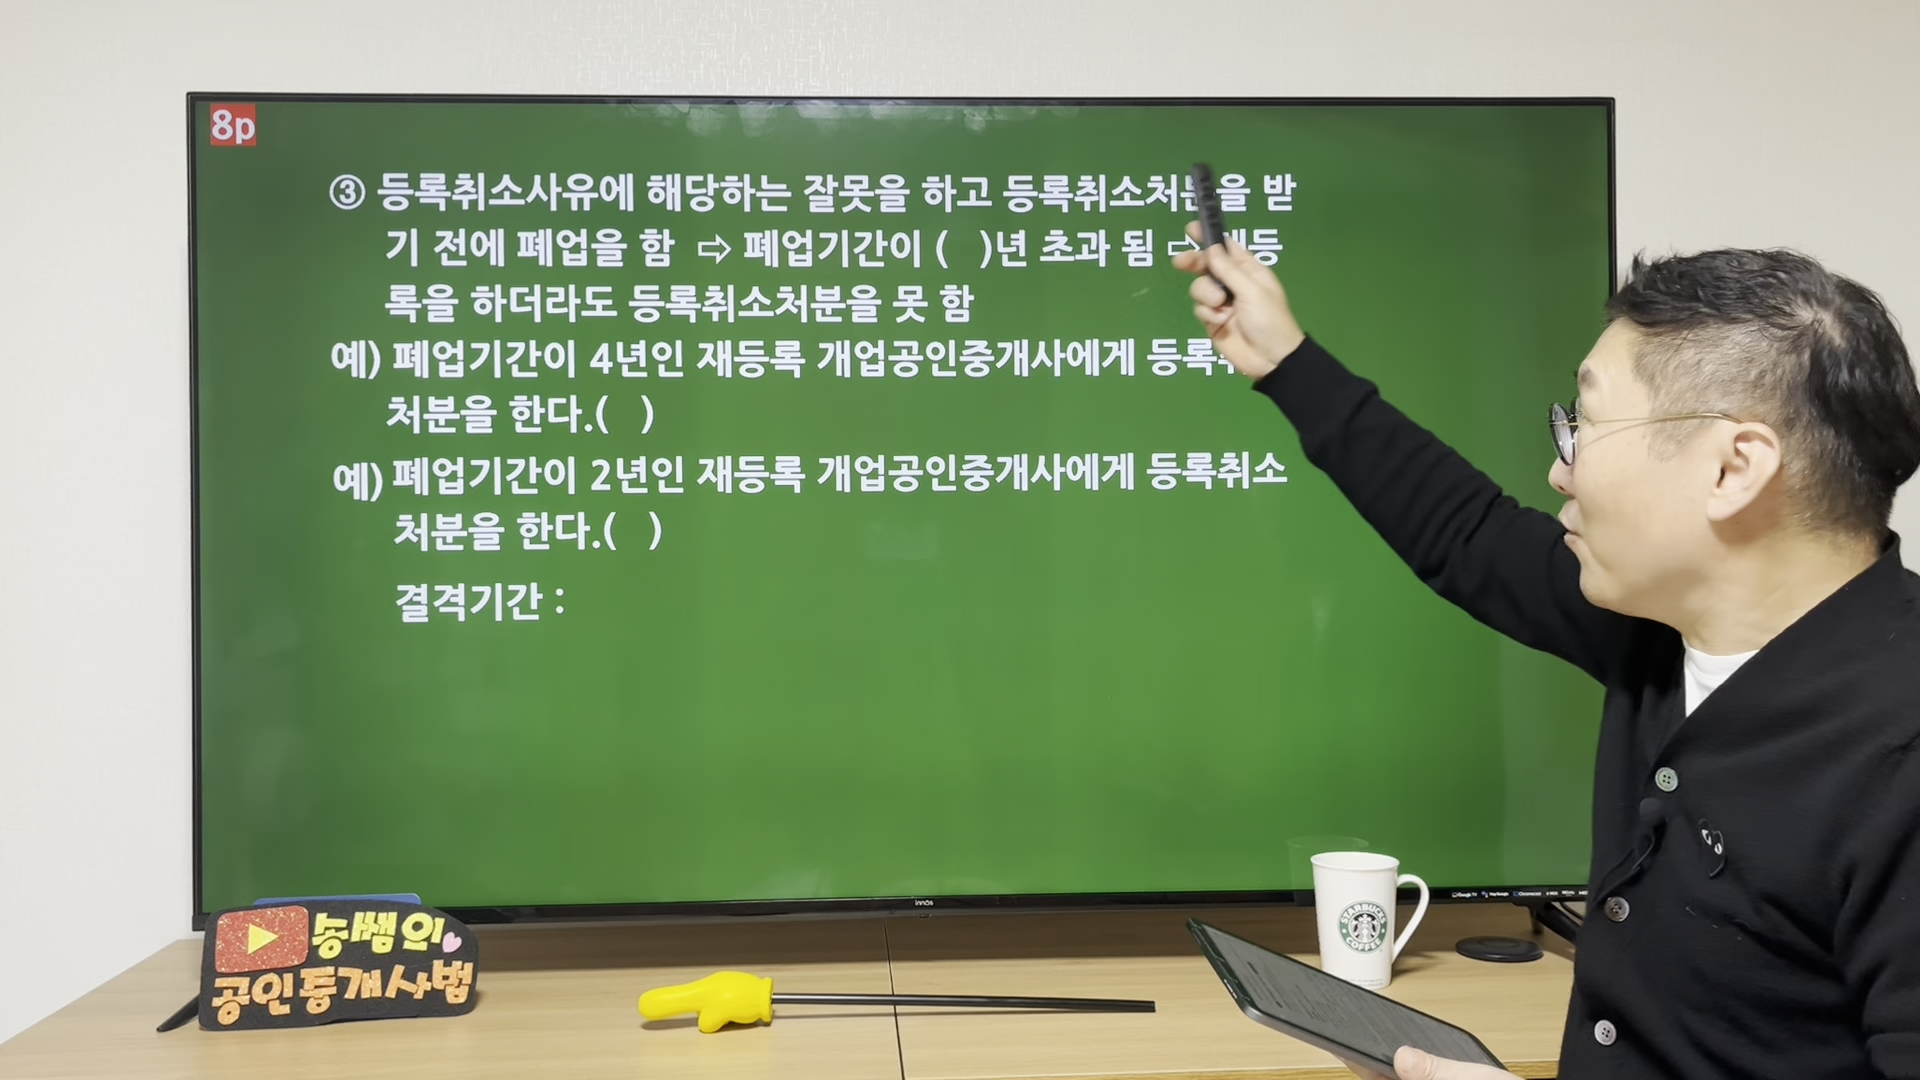 8p
③ 등록취소사유에 해당하는 잘못을 하고 등록취소처분을 받
기 전에 폐업을 함 ⇨ 폐업기간이 ( )년 초과 됨 ⇨ 재등
록을 하더라도 등록취소처분을 못 함
예) 폐업기간이 4년인 재등록 개업공인중개사에게 등록취
처분을 한다.( )
예) 폐업기간이 2년인 재등록 개업공인중개사에게 등록취소
처분을 한다.( )
결격기간 :
innos
송쌤의
공인중개사법
STARBUCKS
COFFEE